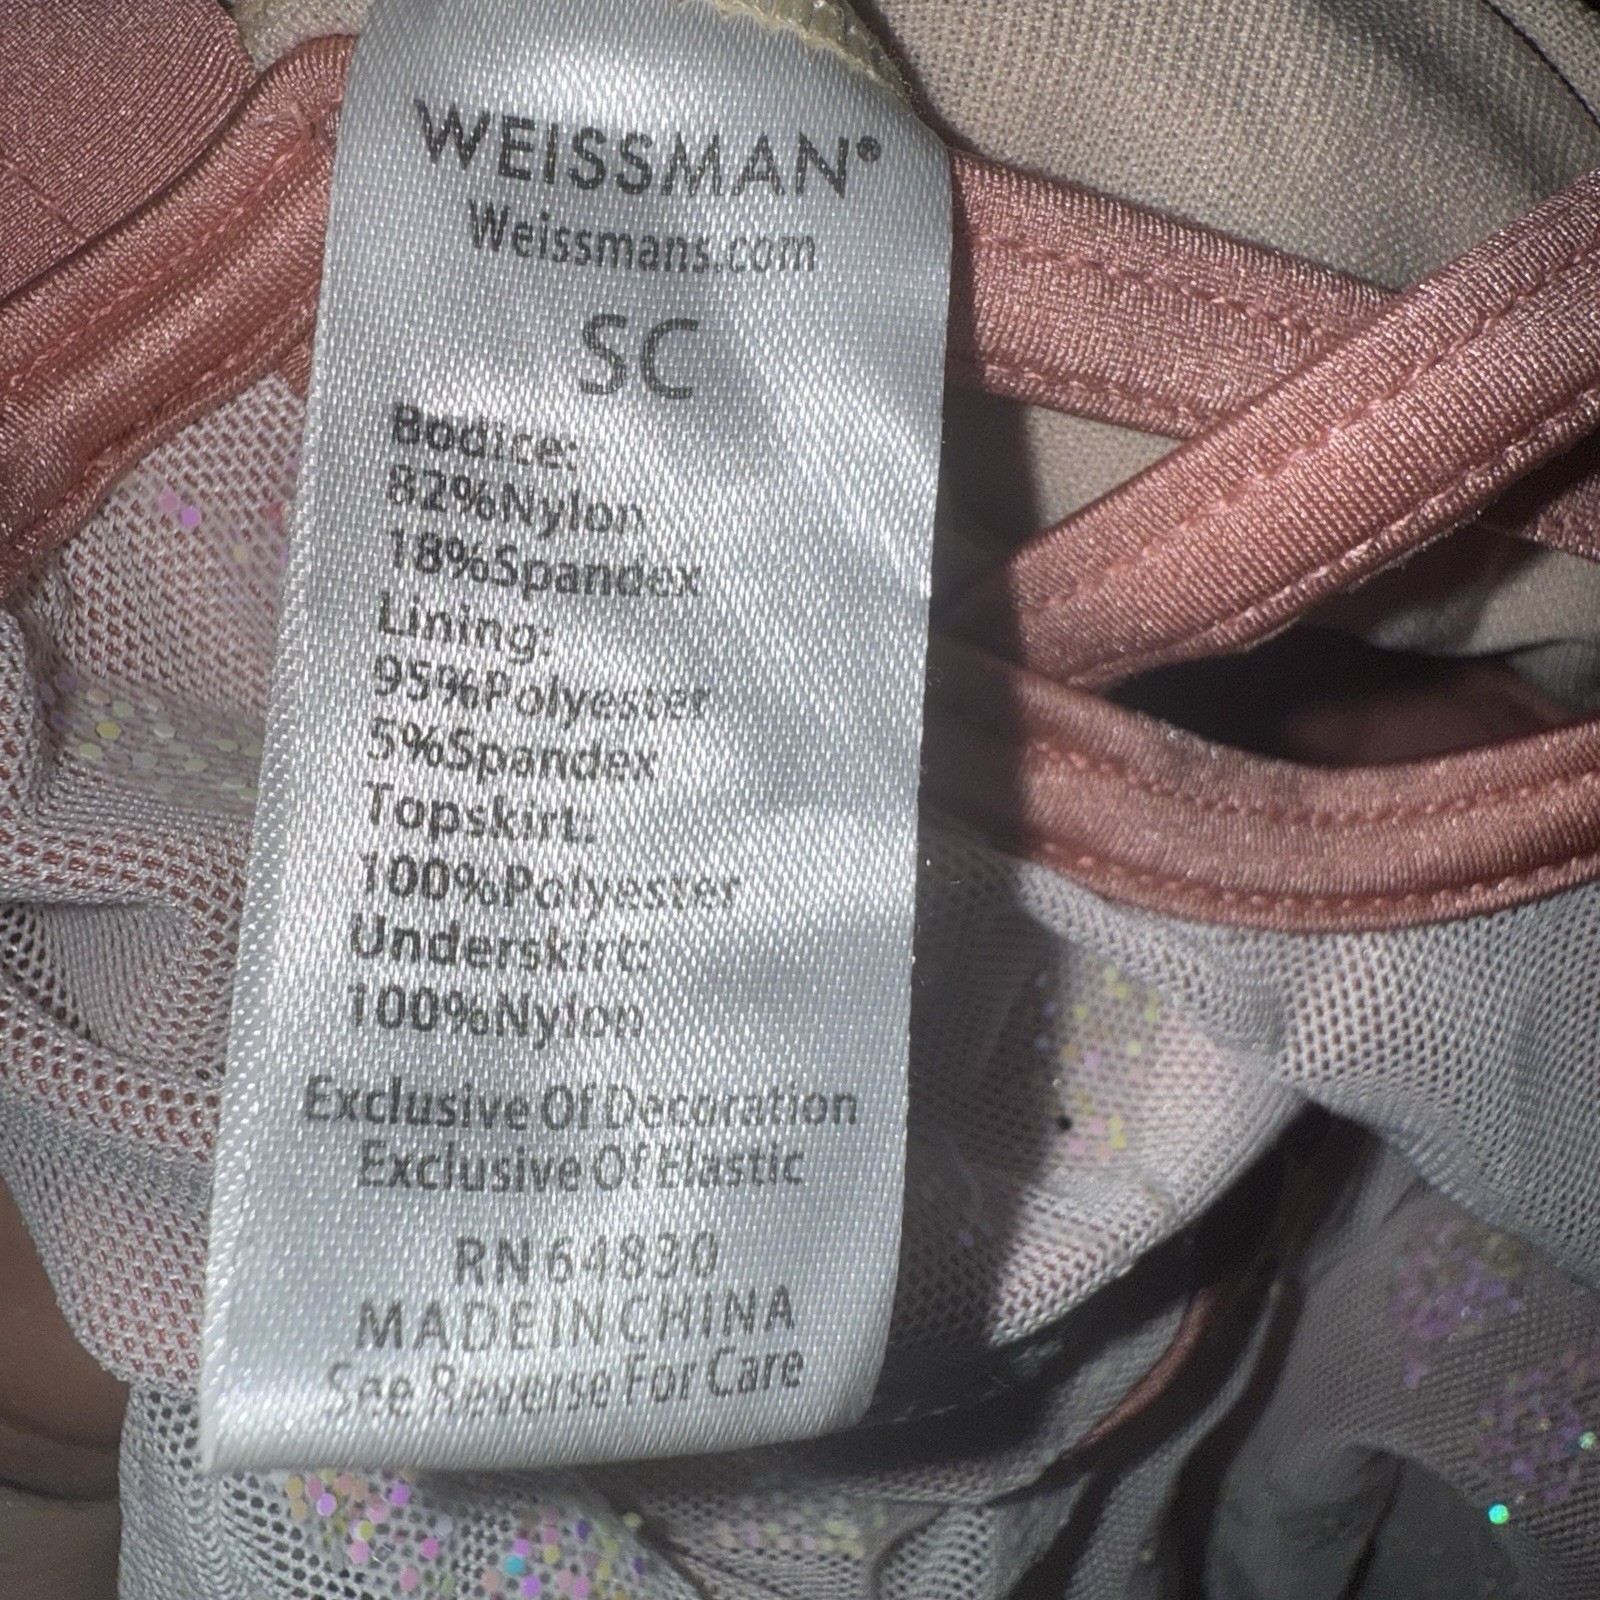 WEISSMAN®
Weissmans.com
SC
Bodice:
82%Nylon
18%Spandex
Lining:
95%Polyester
5%Spandex
Topskirt:
100%Polyester
Underskirt:
100%Nylon
Exclusive Of Decoration
Exclusive Of Elastic
RN64890
MADE IN CHINA
See Reverse For Care